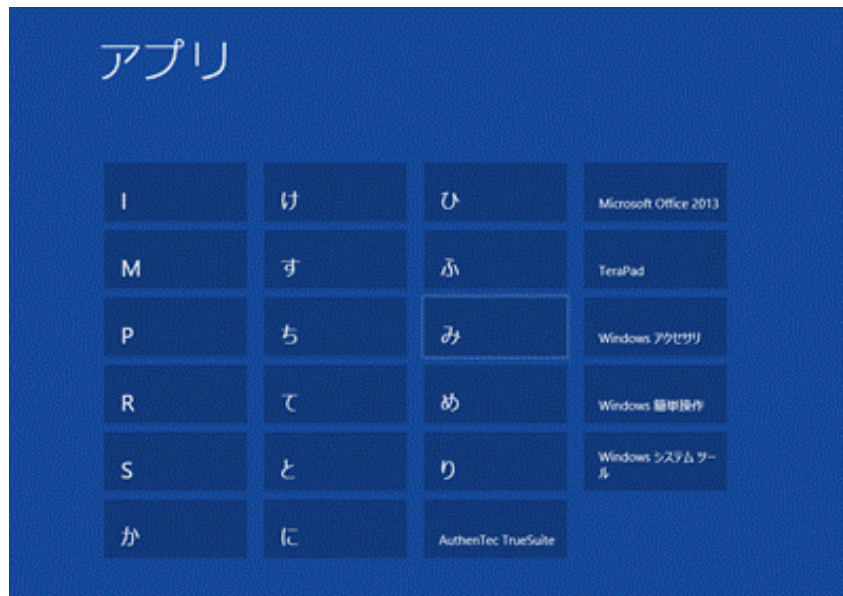 アプリ
I
M
P
R
S
か
け
す
ち
て
と
に
ひ
ふ
み
め
り
AuthenTec TrueSuite
Microsoft Office 2013
TeraPad
Windows アクセサリ
Windows 簡単操作
Windows システム ツー
ル